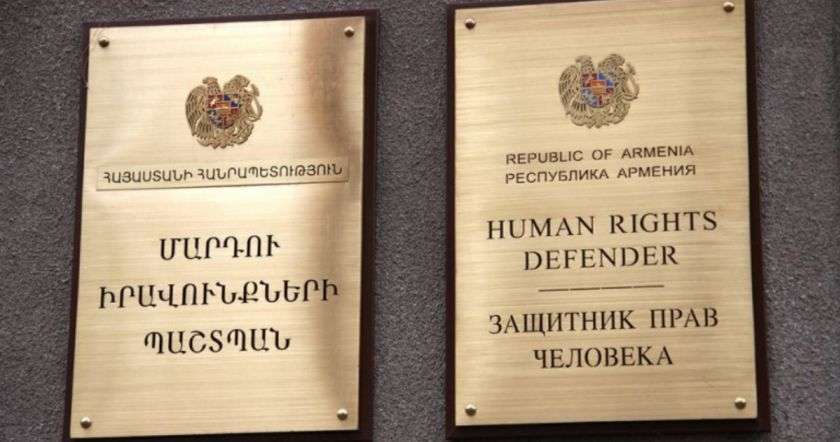 ՀԱՅԱՍՏԱՆԻ ՀԱՆՐԱՊԵՏՈՒԹՅՈՒՆ
ՄԱՐԴՈՒ
ԻՐԱՎՈՒՆՔՆԵՐԻ
ՊԱՇՏՊԱՆ
REPUBLIC OF ARMENIA
РЕСПУБЛИКА АРМЕНИЯ
HUMAN RIGHTS
DEFENDER
ЗАЩИТНИК ПРАВ
ЧЕЛОВЕКА